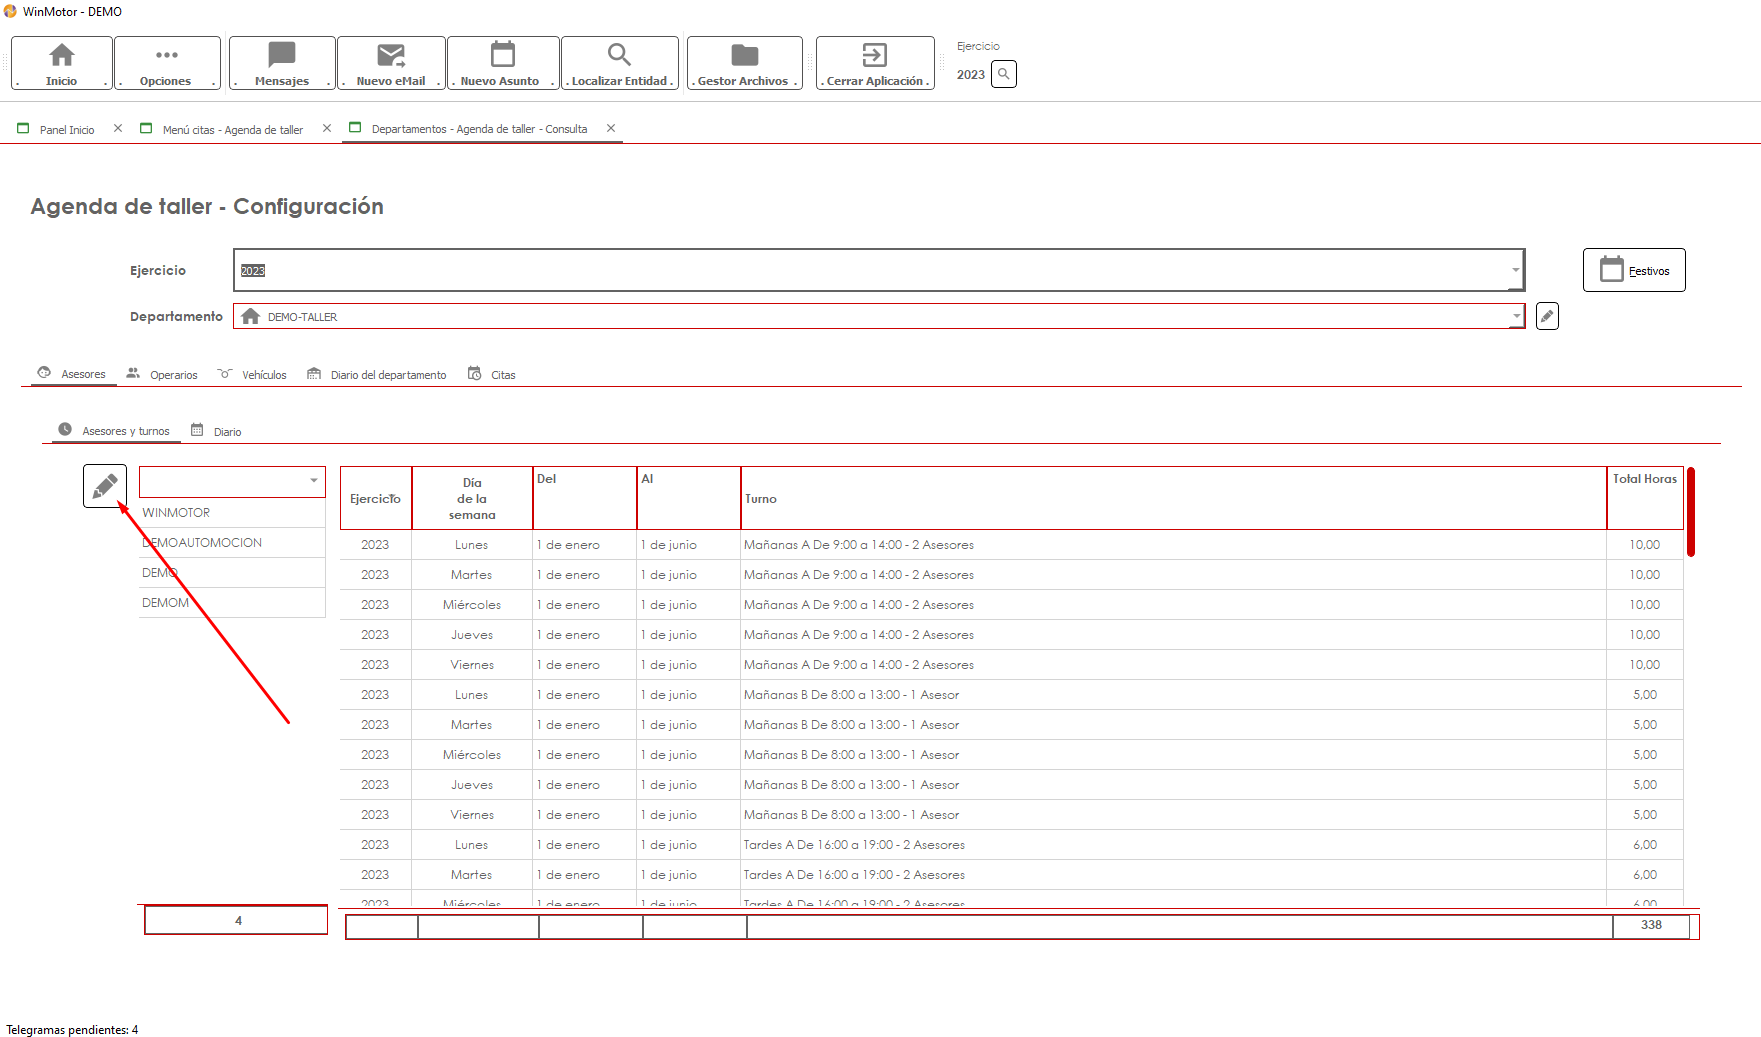 WinMotor - DEMO
. Inicio .
. Opciones .
. Mensajes .
. Nuevo eMail .
. Nuevo Asunto .
. Localizar Entidad .
. Gestor Archivos .
. Cerrar Aplicación .
Ejercicio
2023
Panel Inicio
Menú citas - Agenda de taller
Departamentos - Agenda de taller - Consulta
Agenda de taller - Configuración
Ejercicio
2023
Festivos
Departamento
DEMO-TALLER
Asesores
Operarios
Vehículos
Diario del departamento
Citas
Asesores y turnos
Diario
WINMOTOR
DEMOAUTOMOCION
DEMO
DEMOM
4
Ejercicio
Día
de la
semana
Del
Al
Turno
Total Horas
2023 Lunes 1 de enero 1 de junio Mañanas A De 9:00 a 14:00 - 2 Asesores 10,00
2023 Martes 1 de enero 1 de junio Mañanas A De 9:00 a 14:00 - 2 Asesores 10,00
2023 Miércoles 1 de enero 1 de junio Mañanas A De 9:00 a 14:00 - 2 Asesores 10,00
2023 Jueves 1 de enero 1 de junio Mañanas A De 9:00 a 14:00 - 2 Asesores 10,00
2023 Viernes 1 de enero 1 de junio Mañanas A De 9:00 a 14:00 - 2 Asesores 10,00
2023 Lunes 1 de enero 1 de junio Mañanas B De 8:00 a 13:00 - 1 Asesor 5,00
2023 Martes 1 de enero 1 de junio Mañanas B De 8:00 a 13:00 - 1 Asesor 5,00
2023 Miércoles 1 de enero 1 de junio Mañanas B De 8:00 a 13:00 - 1 Asesor 5,00
2023 Jueves 1 de enero 1 de junio Mañanas B De 8:00 a 13:00 - 1 Asesor 5,00
2023 Viernes 1 de enero 1 de junio Mañanas B De 8:00 a 13:00 - 1 Asesor 5,00
2023 Lunes 1 de enero 1 de junio Tardes A De 16:00 a 19:00 - 2 Asesores 6,00
2023 Martes 1 de enero 1 de junio Tardes A De 16:00 a 19:00 - 2 Asesores 6,00
2023 Miércoles 1 de enero 1 de junio Tardes A De 16:00 a 19:00 - 2 Asesores 6,00
338
Telegramas pendientes: 4